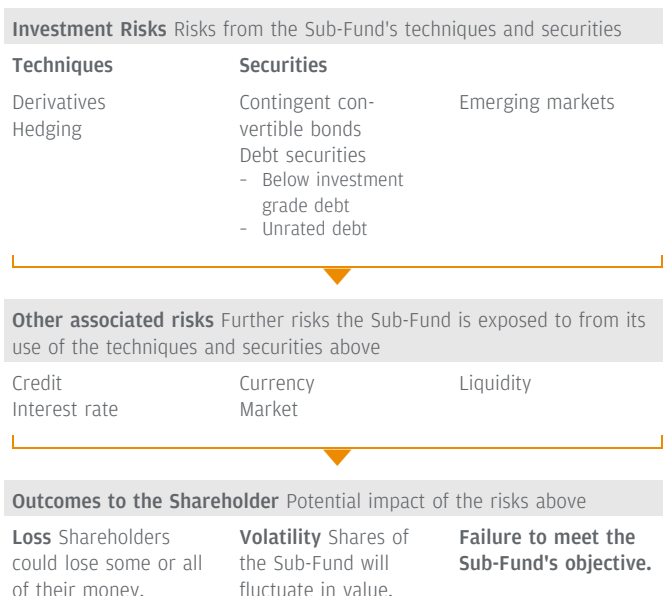 Investment Risks Risks from the Sub-Fund's techniques and securities
Techniques
Derivatives
Hedging
Securities
Contingent con-
vertible bonds
Debt securities
– Below investment
grade debt
– Unrated debt
Emerging markets
Other associated risks Further risks the Sub-Fund is exposed to from its
use of the techniques and securities above
Credit
Interest rate
Currency
Market
Liquidity
Outcomes to the Shareholder Potential impact of the risks above
Loss Shareholders
could lose some or all
of their money.
Volatility Shares of
the Sub-Fund will
fluctuate in value.
Failure to meet the
Sub-Fund's objective.